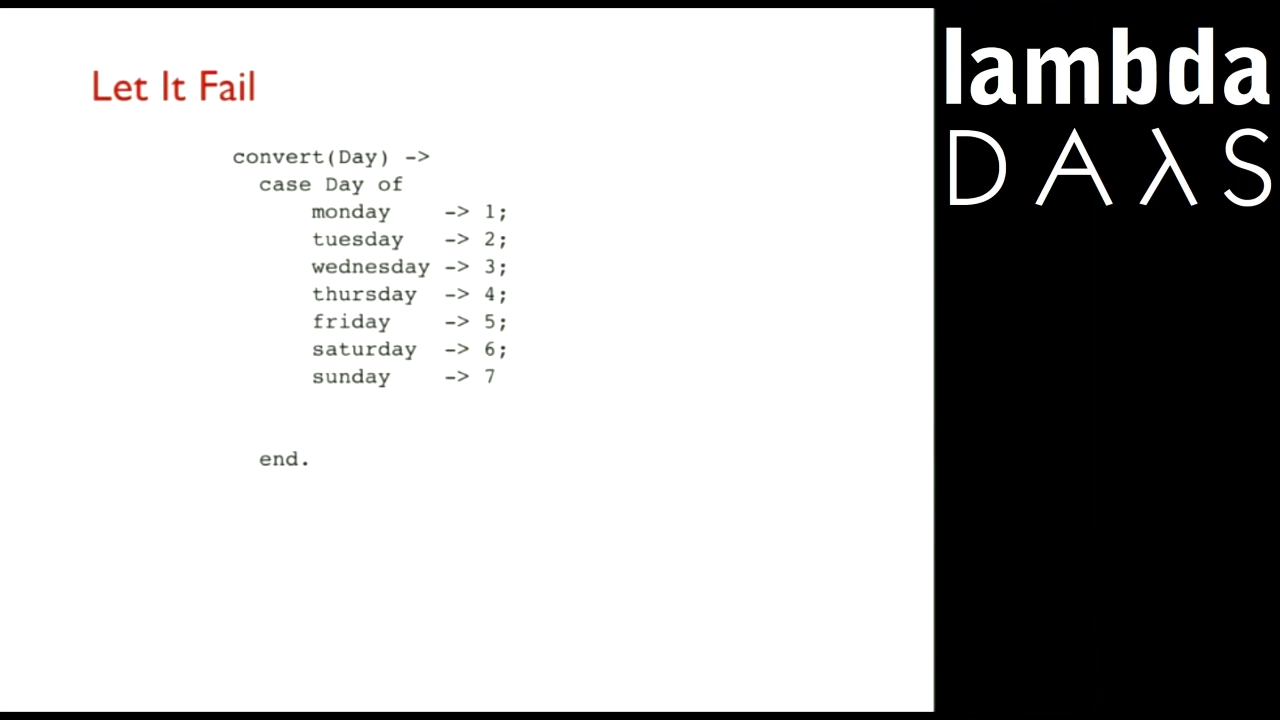 Let It Fail
convert(Day) ->
case Day of
monday -> 1;
tuesday -> 2;
wednesday -> 3;
thursday -> 4;
friday -> 5;
saturday -> 6;
sunday -> 7
end.
lambda
DAλS